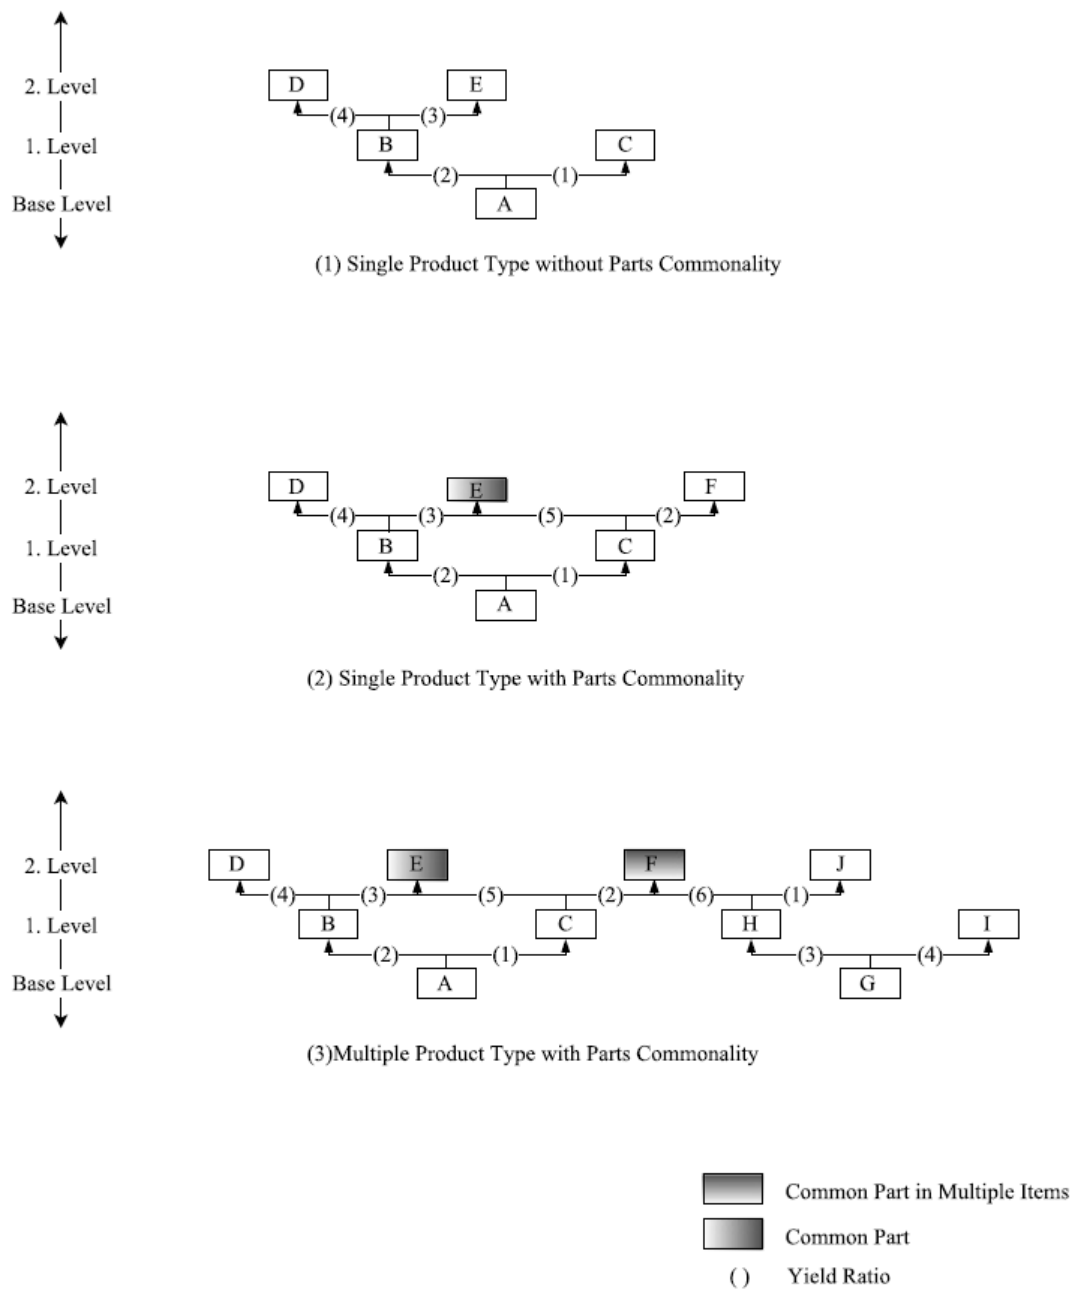 2. Level
D E
(4) (3)
1. Level
B C
(2) (1)
Base Level
A
(1) Single Product Type without Parts Commonality
2. Level
D E F
(4) (3) (5) (2)
1. Level
B C
(2) (1)
Base Level
A
(2) Single Product Type with Parts Commonality
2. Level
D E F J
(4) (3) (5) (2) (6) (1)
1. Level
B C H I
(2) (1) (3) (4)
Base Level
A G
(3)Multiple Product Type with Parts Commonality
Common Part in Multiple Items
Common Part
( ) Yield Ratio